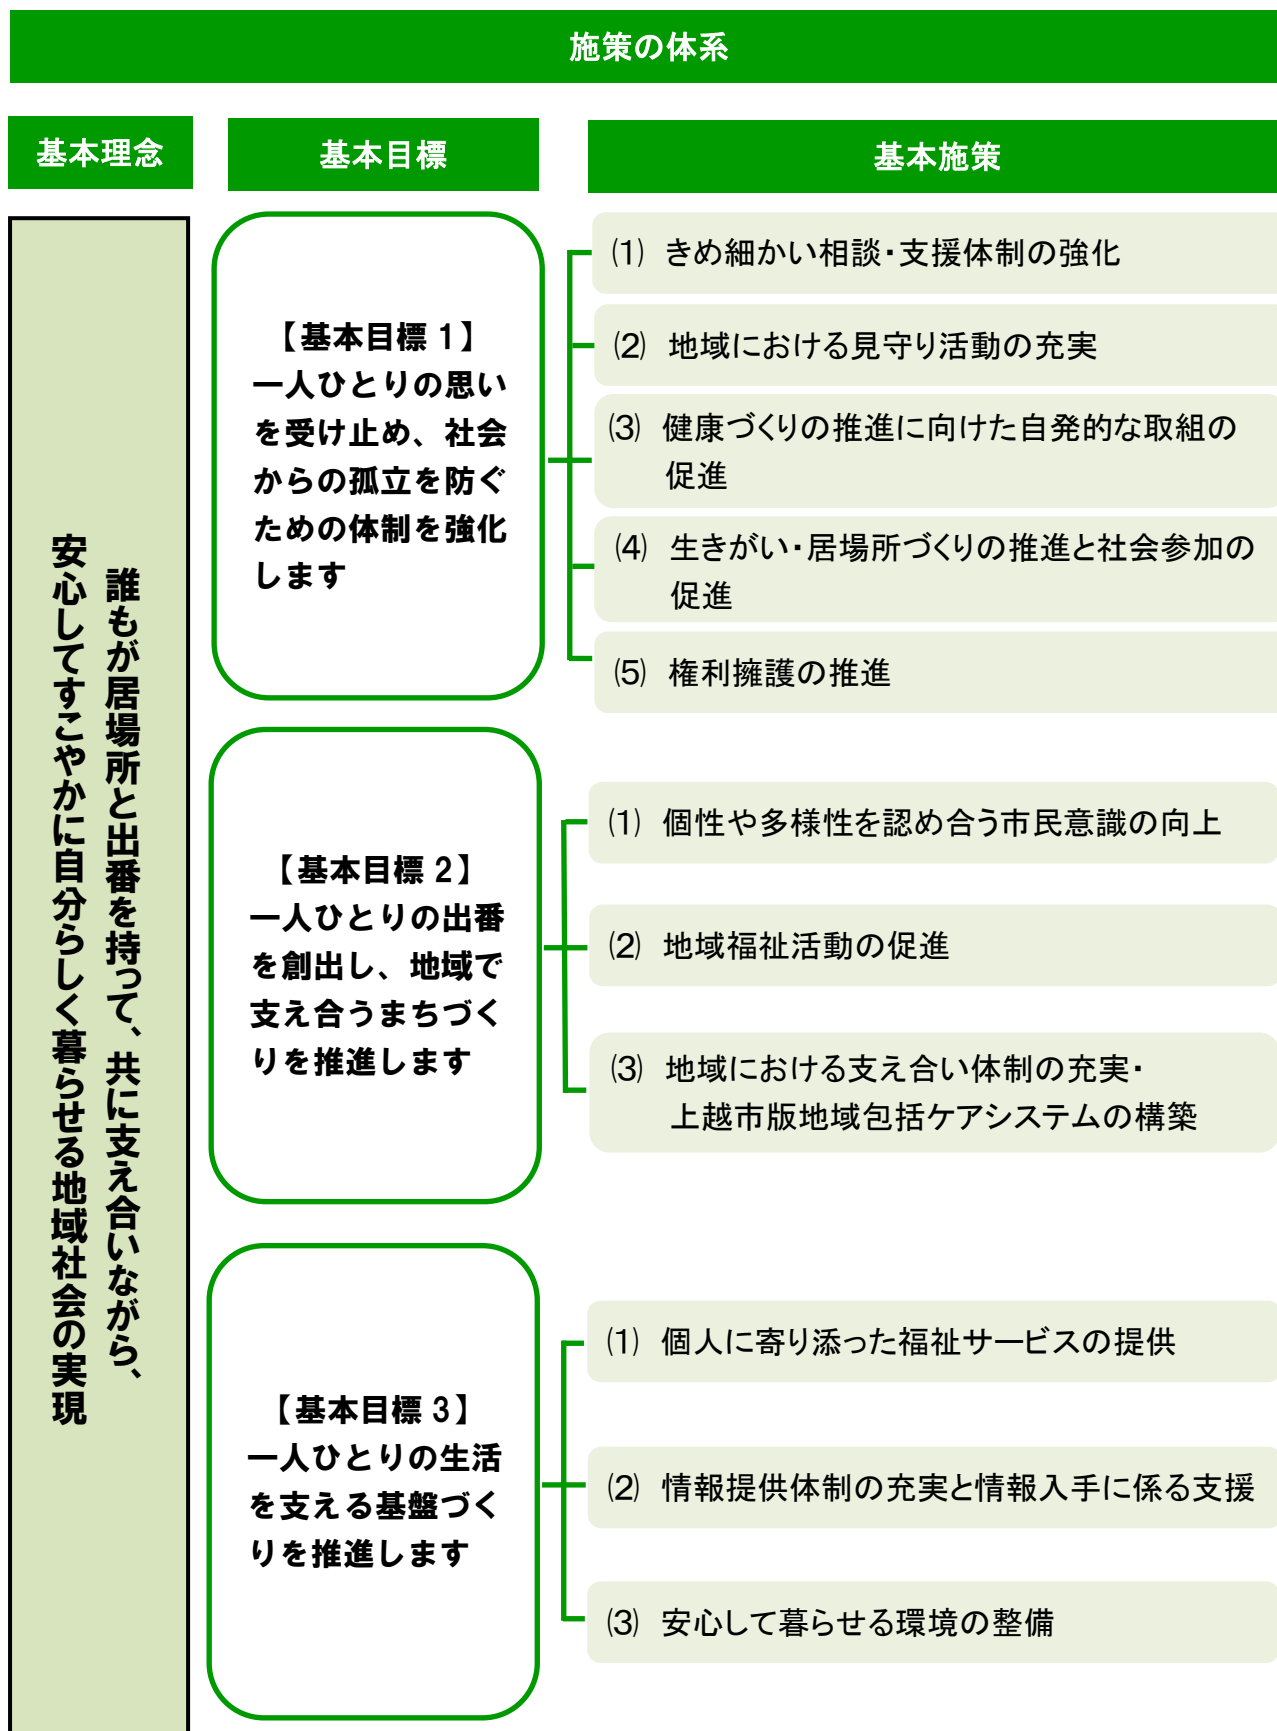 施策の体系
基本理念
基本目標
基本施策
誰もが居場所と出番を持って、共に支え合いながら、
安心してすこやかに自分らしく暮らせる地域社会の実現
【基本目標 1】
一人ひとりの思い
を受け止め、社会
からの孤立を防ぐ
ための体制を強化
します
⑴ きめ細かい相談・支援体制の強化
⑵ 地域における見守り活動の充実
⑶ 健康づくりの推進に向けた自発的な取組の
促進
⑷ 生きがい・居場所づくりの推進と社会参加の
促進
⑸ 権利擁護の推進
【基本目標 2】
一人ひとりの出番
を創出し、地域で
支え合うまちづく
りを推進します
⑴ 個性や多様性を認め合う市民意識の向上
⑵ 地域福祉活動の促進
⑶ 地域における支え合い体制の充実・
上越市版地域包括ケアシステムの構築
【基本目標 3】
一人ひとりの生活
を支える基盤づく
りを推進します
⑴ 個人に寄り添った福祉サービスの提供
⑵ 情報提供体制の充実と情報入手に係る支援
⑶ 安心して暮らせる環境の整備